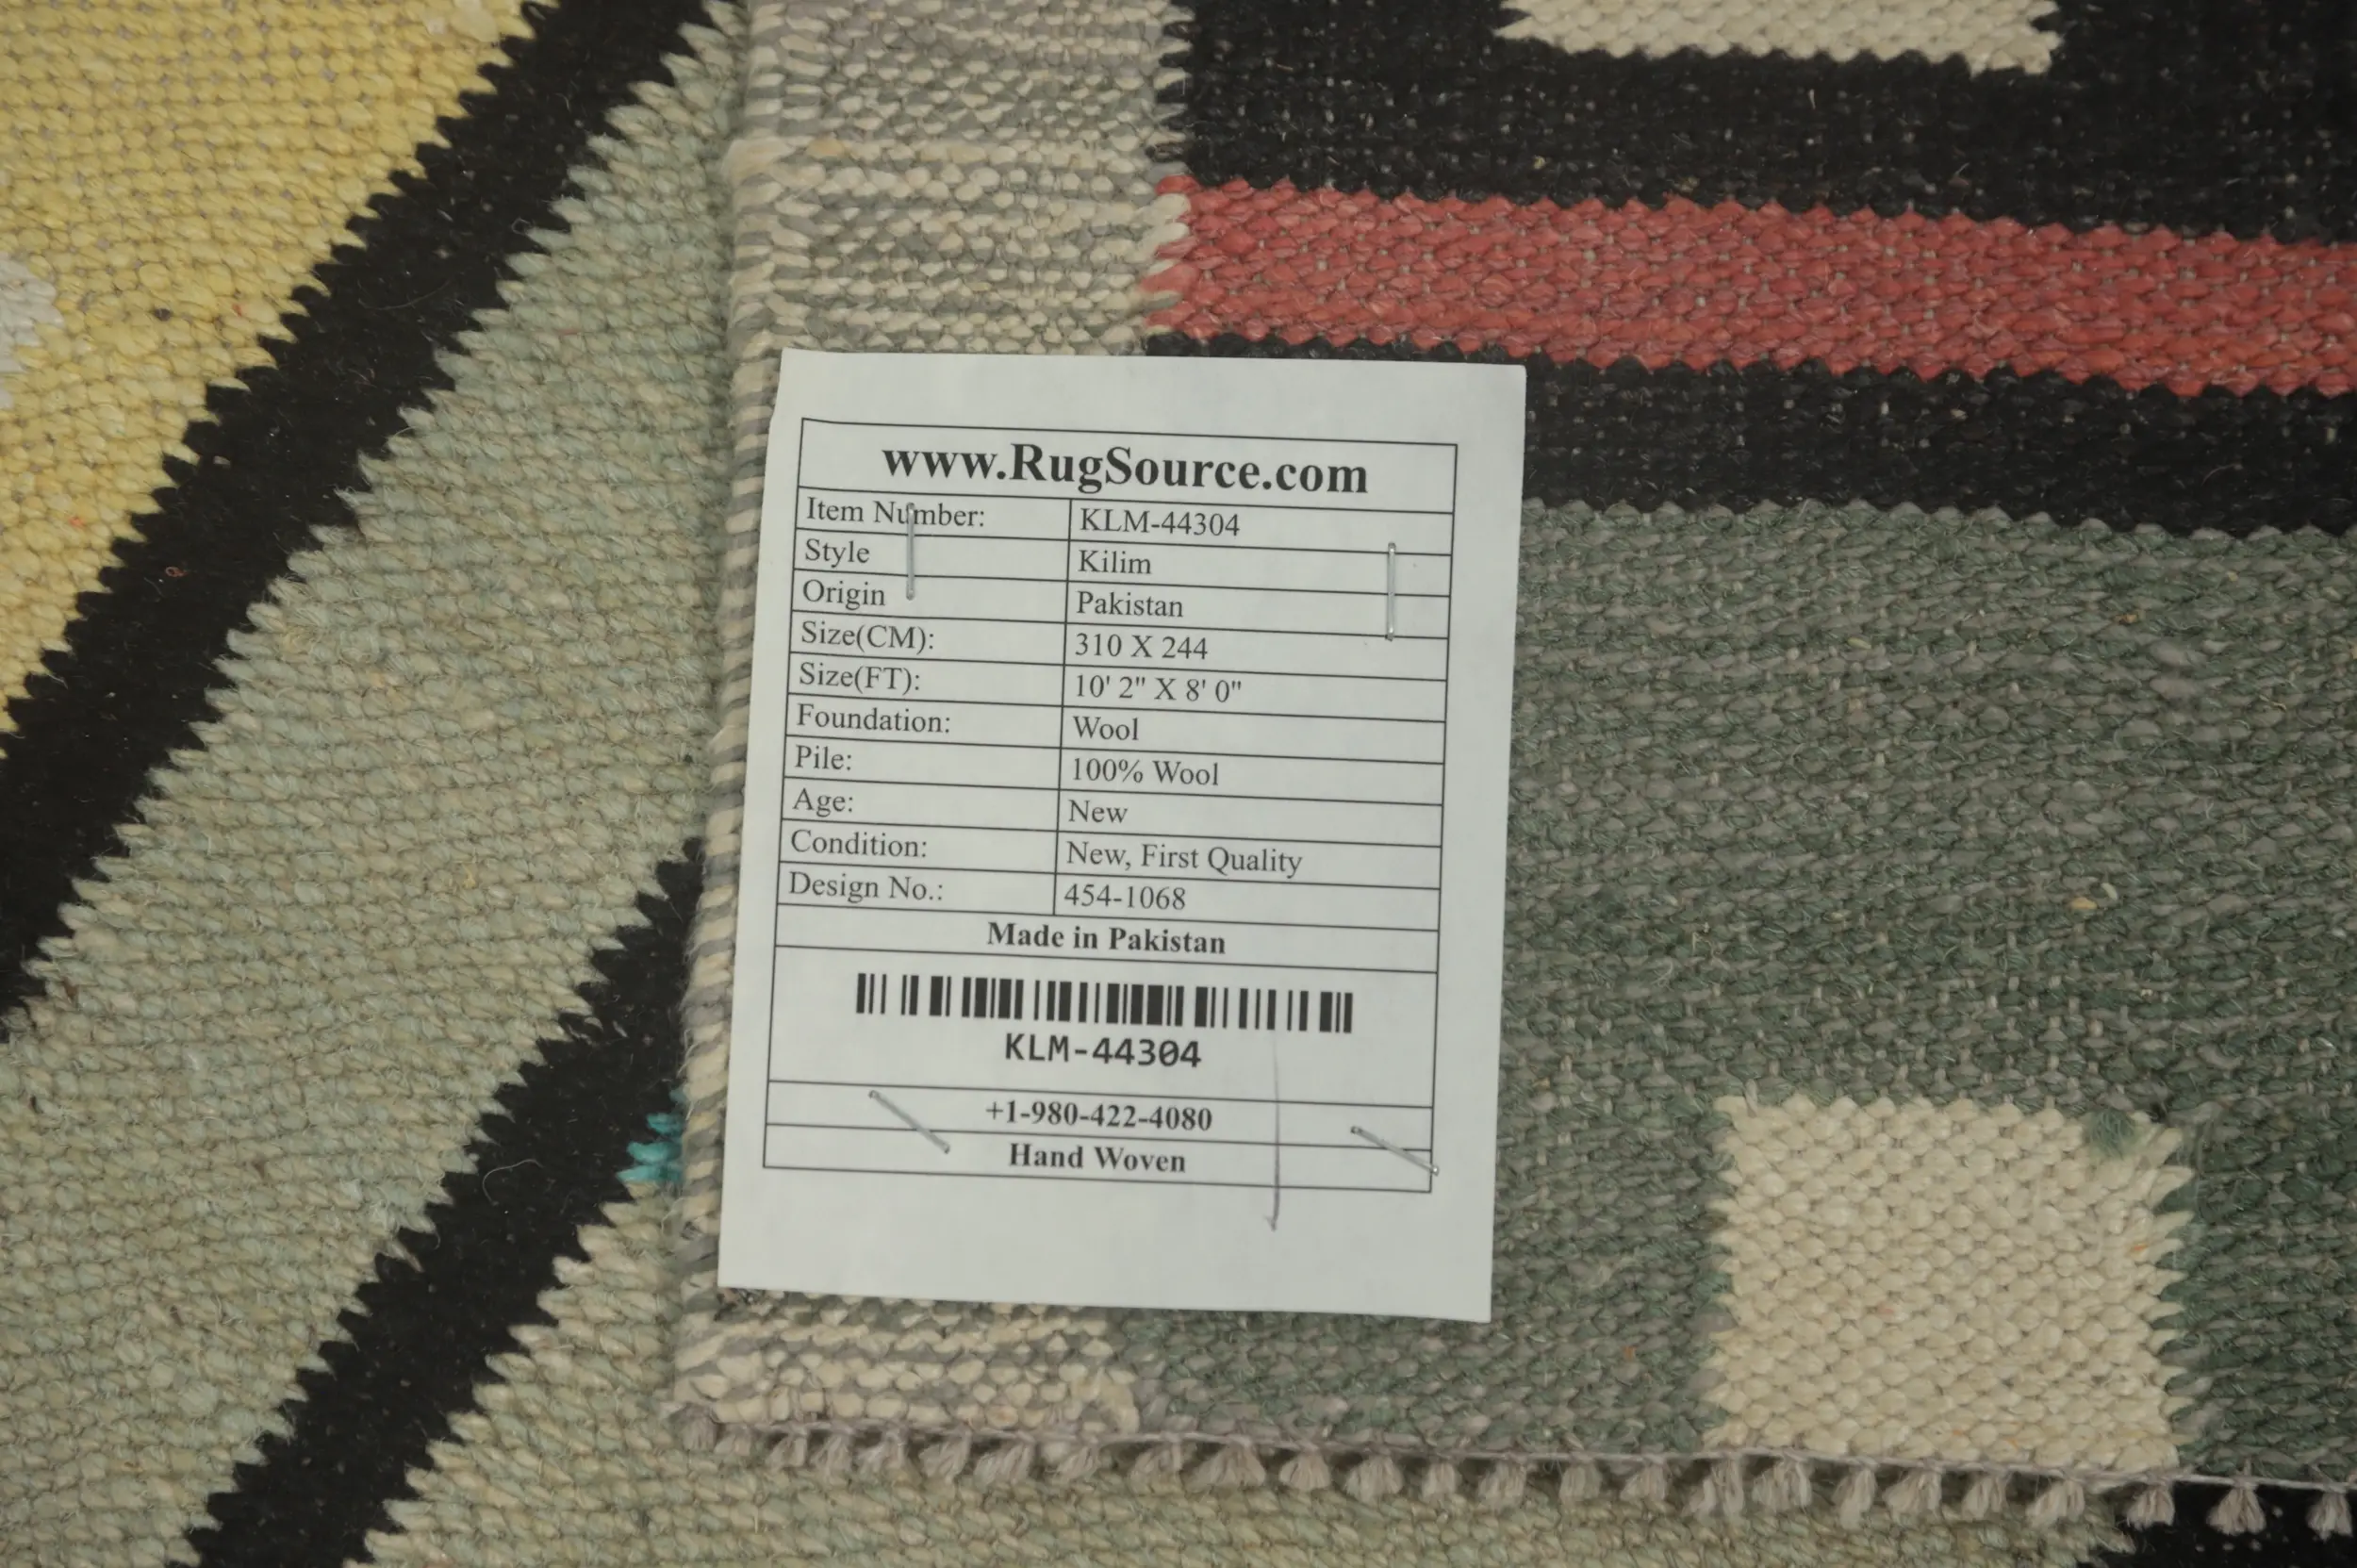 www.RugSource.com
Item Number: KLM-44304
Style Kilim
Origin Pakistan
Size(CM): 310 X 244
Size(FT): 10' 2" X 8' 0"
Foundation: Wool
Pile: 100% Wool
Age: New
Condition: New, First Quality
Design No.: 454-1068
Made in Pakistan
KLM-44304
+1-980-422-4080
Hand Woven